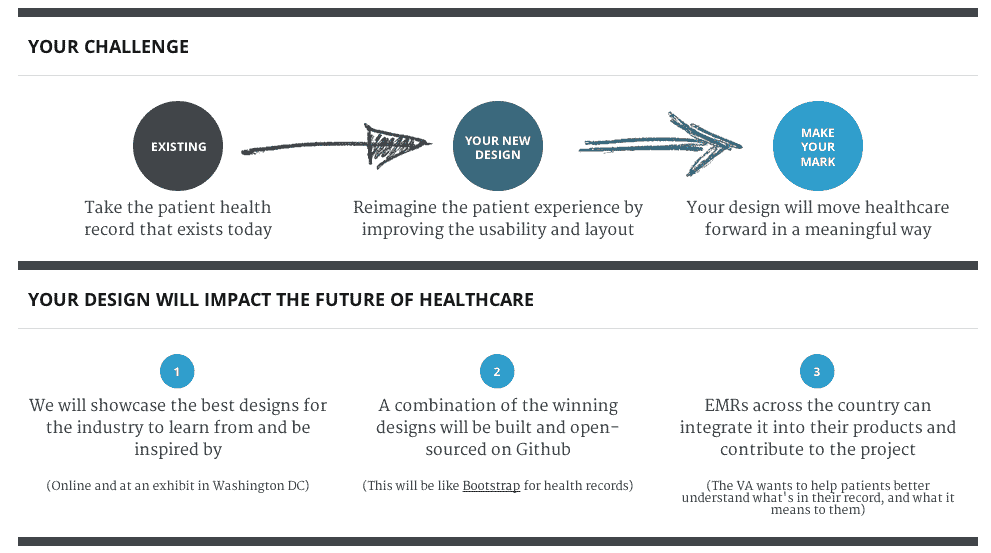 YOUR CHALLENGE
EXISTING
YOUR NEW
DESIGN
MAKE
YOUR
MARK
Take the patient health
record that exists today
Reimagine the patient experience by
improving the usability and layout
Your design will move healthcare
forward in a meaningful way
YOUR DESIGN WILL IMPACT THE FUTURE OF HEALTHCARE
1
We will showcase the best designs for
the industry to learn from and be
inspired by
(Online and at an exhibit in Washington DC)
2
A combination of the winning
designs will be built and open-
sourced on Github
(This will be like Bootstrap for health records)
3
EMRs across the country can
integrate it into their products and
contribute to the project
(The VA wants to help patients better
understand what's in their record, and what it
means to them)